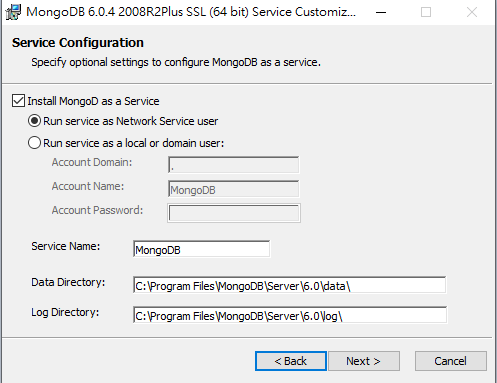 MongoDB 6.0.4 2008R2Plus SSL (64 bit) Service Customiz...
Service Configuration
Specify optional settings to configure MongoDB as a service.
Install MongoD as a Service
Run service as Network Service user
Run service as a local or domain user:
Account Domain: .
Account Name: MongoDB
Account Password:
Service Name: MongoDB
Data Directory: C:\Program Files\MongoDB\Server\6.0\data\
Log Directory: C:\Program Files\MongoDB\Server\6.0\log\
< Back Next > Cancel